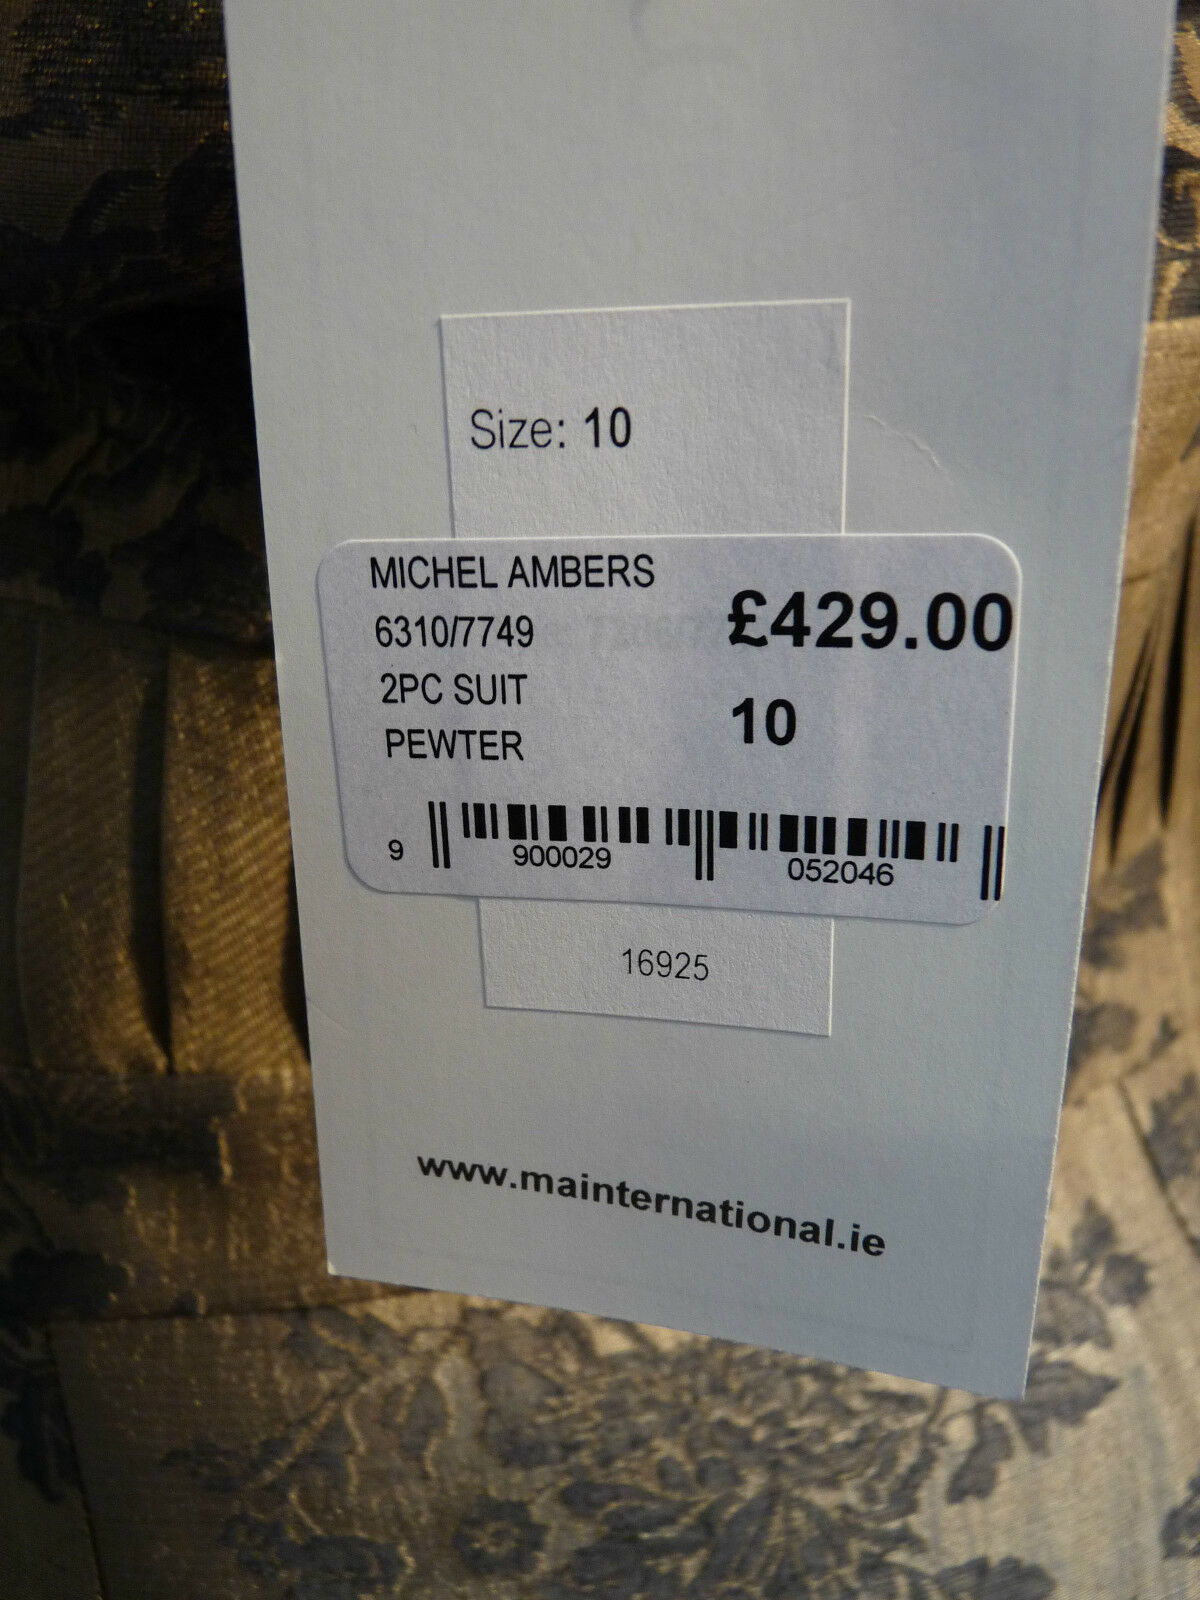 Size: 10
MICHEL AMBERS
6310/7749
£429.00
2PC SUIT
10
PEWTER
9 900029 052046
16925
www.mainternational.ie